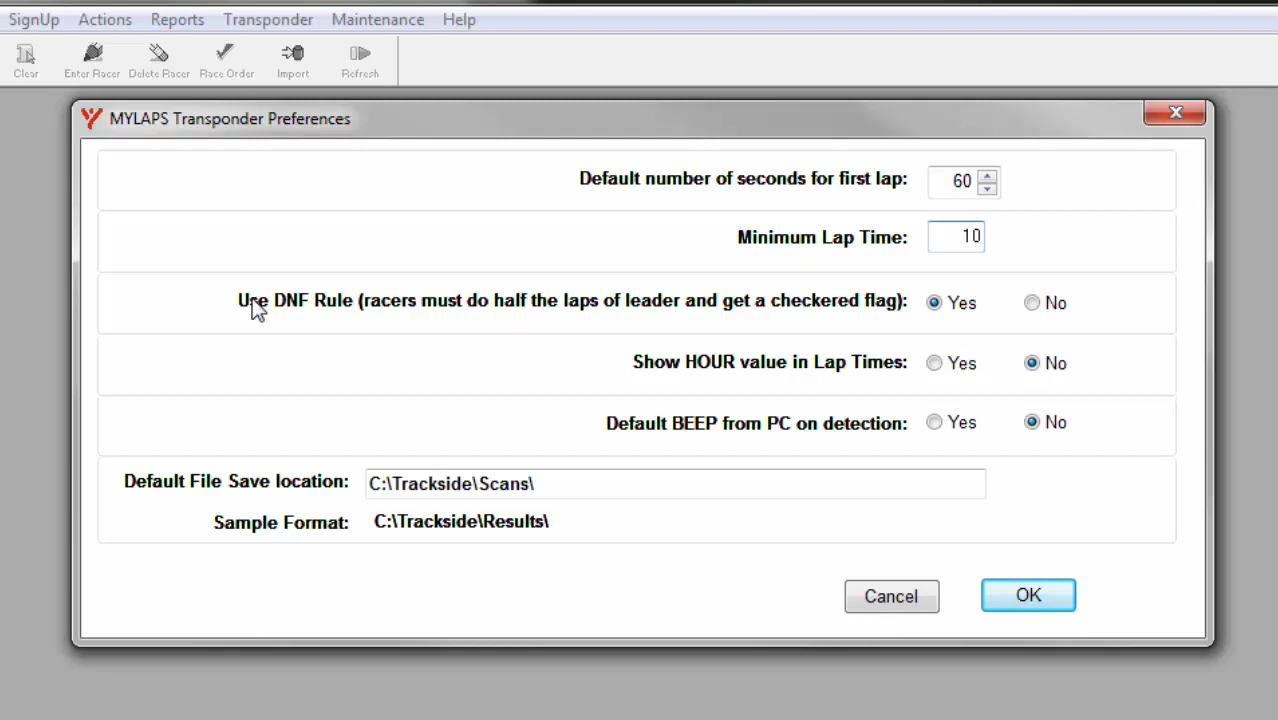 SignUp Actions Reports Transponder Maintenance Help
Clear Enter Racer Delete Racer Race Order Import Refresh
MYLAPS Transponder Preferences
Default number of seconds for first lap: 60
Minimum Lap Time: 10
Use DNF Rule (racers must do half the laps of leader and get a checkered flag): Yes No
Show HOUR value in Lap Times: Yes No
Default BEEP from PC on detection: Yes No
Default File Save location: C:\Trackside\Scans\
Sample Format: C:\Trackside\Results\
Cancel OK